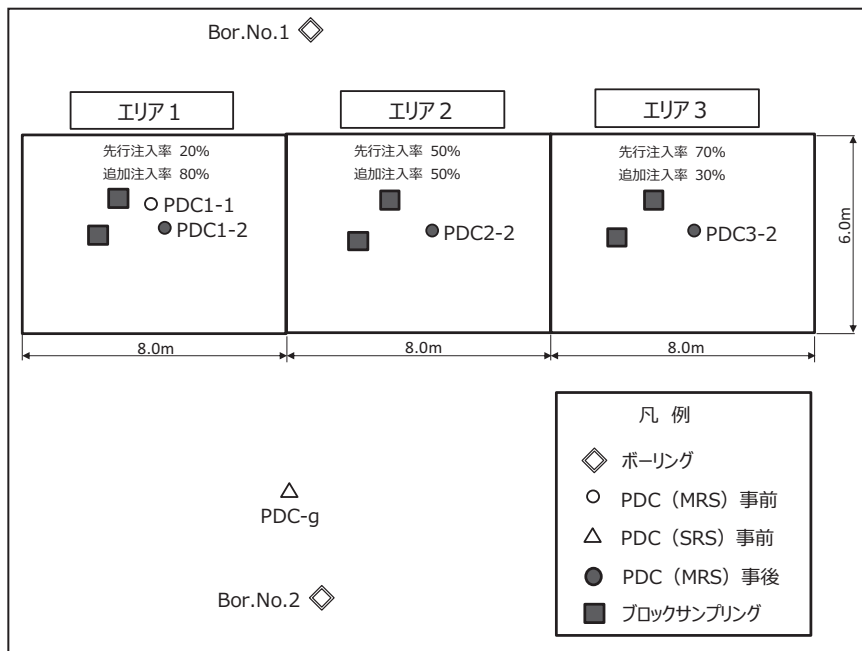 Bor.No.1
エリア1
エリア2
エリア3
先行注入率 20%
追加注入率 80%
先行注入率 50%
追加注入率 50%
先行注入率 70%
追加注入率 30%
PDC1-1
PDC1-2
PDC2-2
PDC3-2
6.0m
8.0m
8.0m
8.0m
PDC-g
Bor.No.2
凡 例
ボーリング
PDC（MRS）事前
PDC（SRS）事前
PDC（MRS）事後
ブロックサンプリング